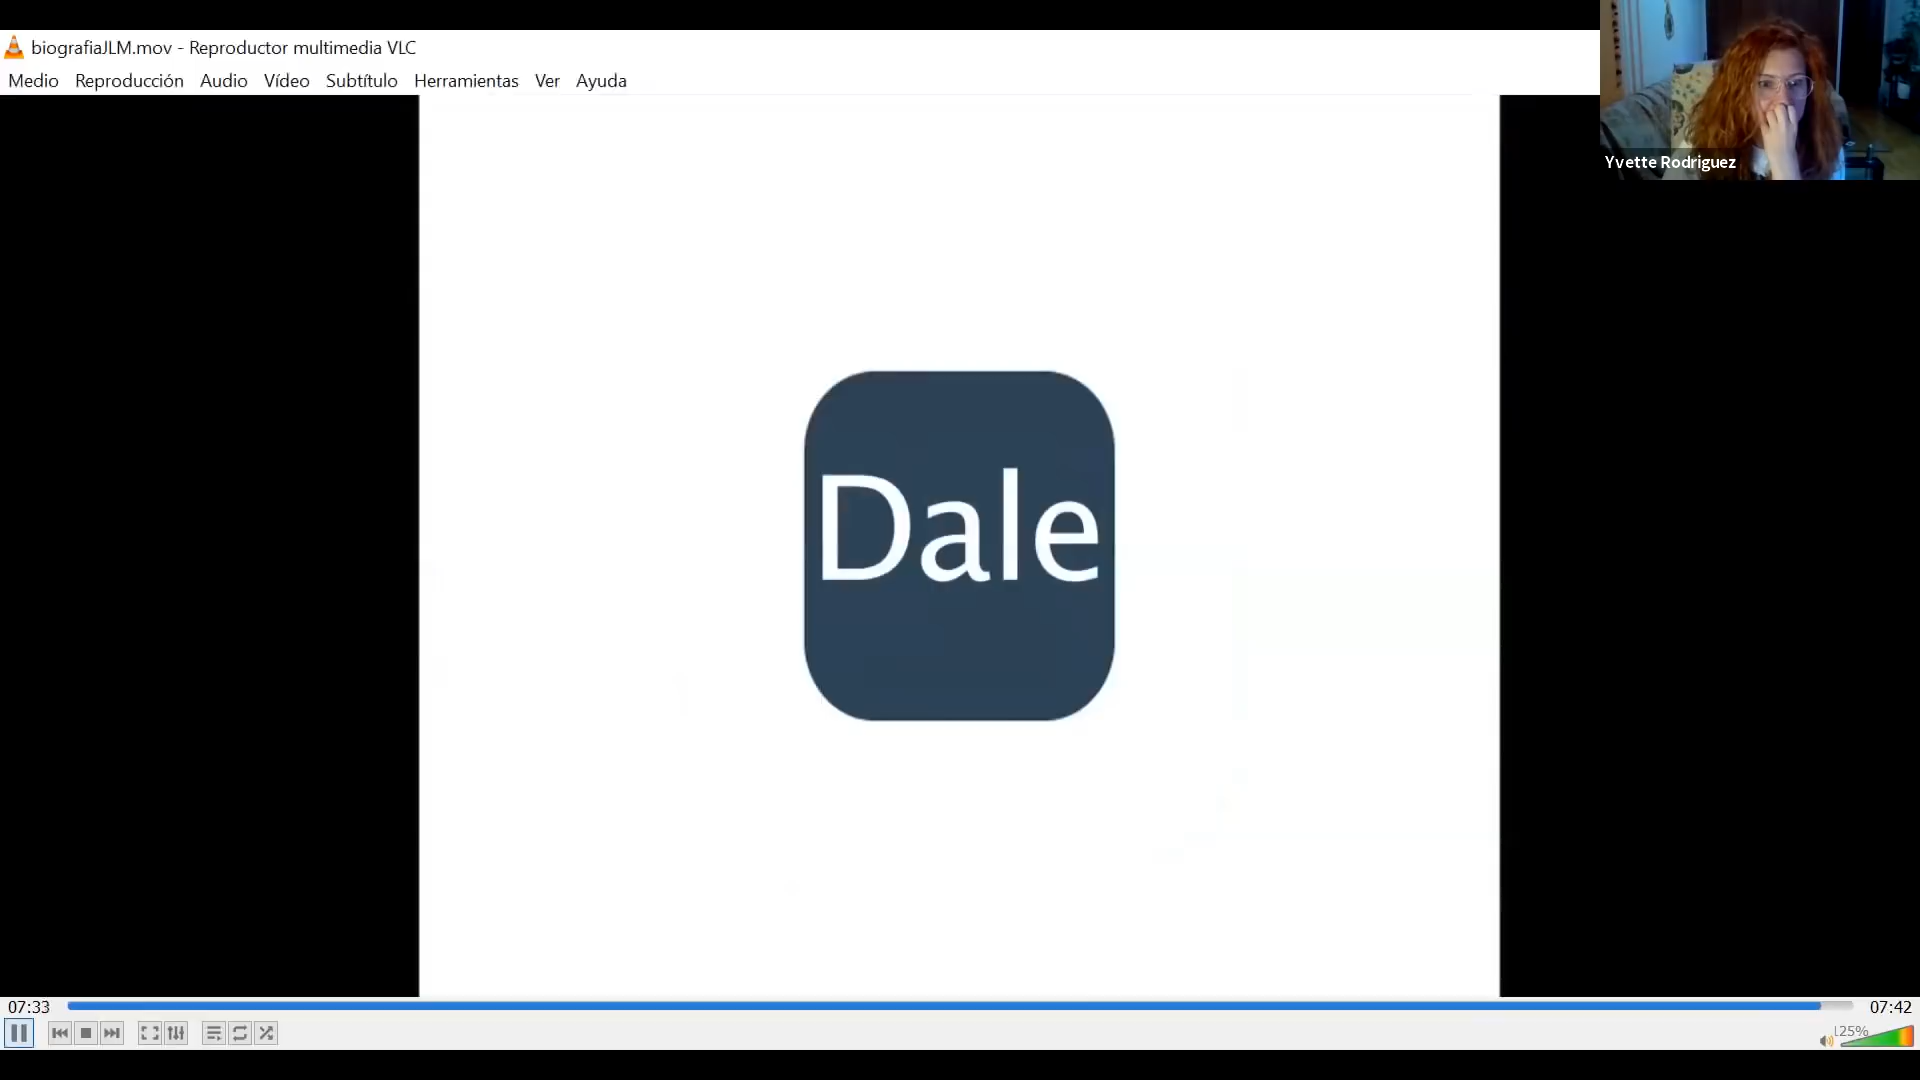 biografiaJLM.mov - Reproductor multimedia VLC
Medio Reproducción Audio Vídeo Subtítulo Herramientas Ver Ayuda
Yvette Rodriguez
Dale
07:33
07:42
125%